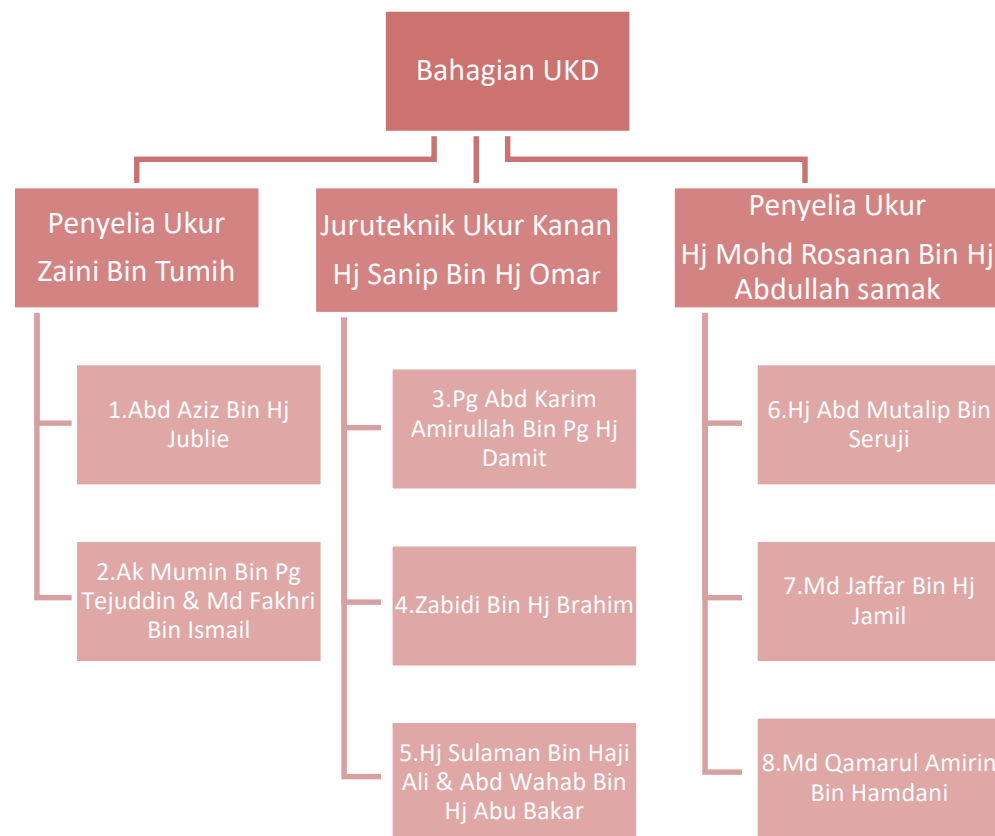 Bahagian UKD
Penyelia Ukur
Zaini Bin Tumih
1.Abd Aziz Bin Hj
Jublie
2.Ak Mumin Bin Pg
Tejuddin & Md Fakhri
Bin Ismail
Juruteknik Ukur Kanan
Hj Sanip Bin Hj Omar
3.Pg Abd Karim
Amirullah Bin Pg Hj
Damit
4.Zabidi Bin Hj Brahim
5.Hj Sulaman Bin Haji
Ali & Abd Wahab Bin
Hj Abu Bakar
Penyelia Ukur
Hj Mohd Rosanan Bin Hj
Abdullah samak
6.Hj Abd Mutalip Bin
Seruji
7.Md Jaffar Bin Hj
Jamil
8.Md Qamarul Amirin
Bin Hamdani